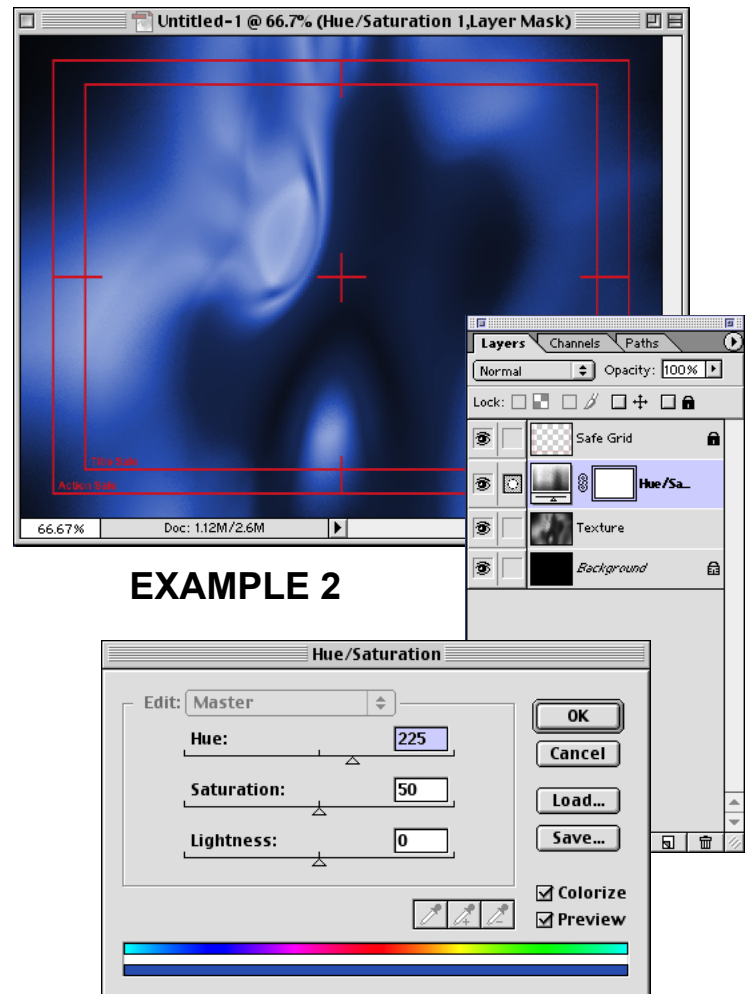 Untitled-1 @ 66.7% (Hue/Saturation 1,Layer Mask)
Title Safe
Action Safe
66.67% Doc: 1.12M/2.6M
Layers Channels Paths
Normal Opacity: 100%
Lock:
Safe Grid
Hue/Sa...
Texture
Background
EXAMPLE 2
Hue/Saturation
Edit: Master
Hue: 225
Saturation: 50
Lightness: 0
OK
Cancel
Load...
Save...
Colorize
Preview